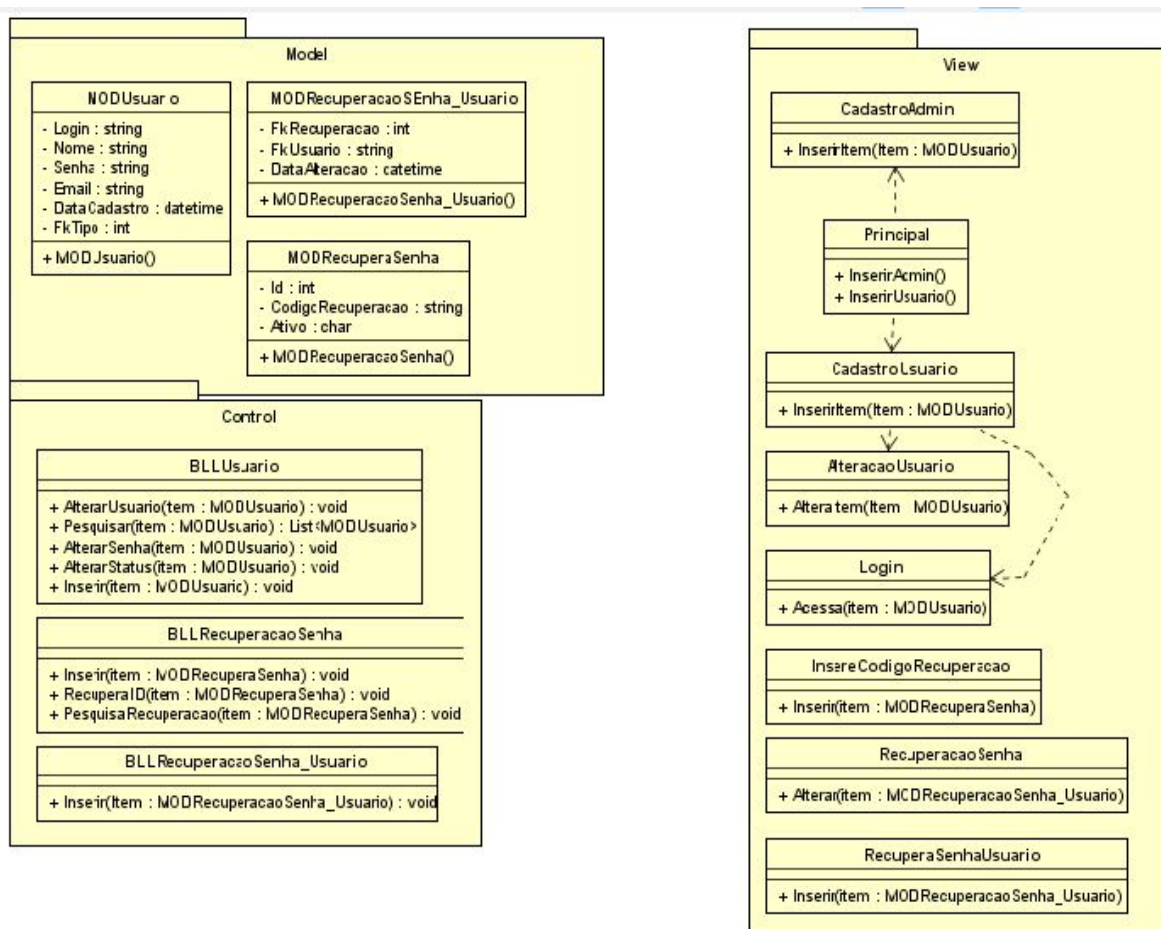 Model
MODUsuario
- Login : string
- Nome : string
- Senha : string
- Email : string
- DataCadastro : datetime
- FkTipo : int
+ MODUsuario()
MODRecuperacaoSEnha_Usuario
- FkRecuperacao : int
- FkUsuario : string
- DataAlteracao : datetime
+ MODRecuperacaoSenha_Usuario()
MODRecuperaSenha
- Id : int
- CodigoRecuperacao : string
- Ativo : char
+ MODRecuperacaoSenha()
Control
BLLUsuario
+ AlterarUsuario(item : MODUsuario) : void
+ Pesquisar(item : MODUsuario) : List<MODUsuario>
+ AlterarSenha(item : MODUsuario) : void
+ AlterarStatus(item : MODUsuario) : void
+ Inserir(item : MODUsuario) : void
BLLRecuperacaoSenha
+ Inserir(item : MODRecuperaSenha) : void
+ RecuperaID(item : MODRecuperaSenha) : void
+ PesquisaRecuperacao(item : MODRecuperaSenha) : void
BLLRecuperacaoSenha_Usuario
+ Inserir(Item : MODRecuperacaoSenha_Usuario) : void
View
CadastroAdmin
+ InserirItem(Item : MODUsuario)
Principal
+ InserirAdmin()
+ InserirUsuario()
CadastroUsuario
+ InserirItem(Item : MODUsuario)
AlteracaoUsuario
+ AlteraItem(Item : MODUsuario)
Login
+ Acessa(item : MODUsuario)
InsereCodigoRecuperacao
+ Inserir(item : MODRecuperaSenha)
RecuperacaoSenha
+ Alterar(item : MODRecuperacaoSenha_Usuario)
RecuperaSenhaUsuario
+ Inserir(item : MODRecuperacaoSenha_Usuario)